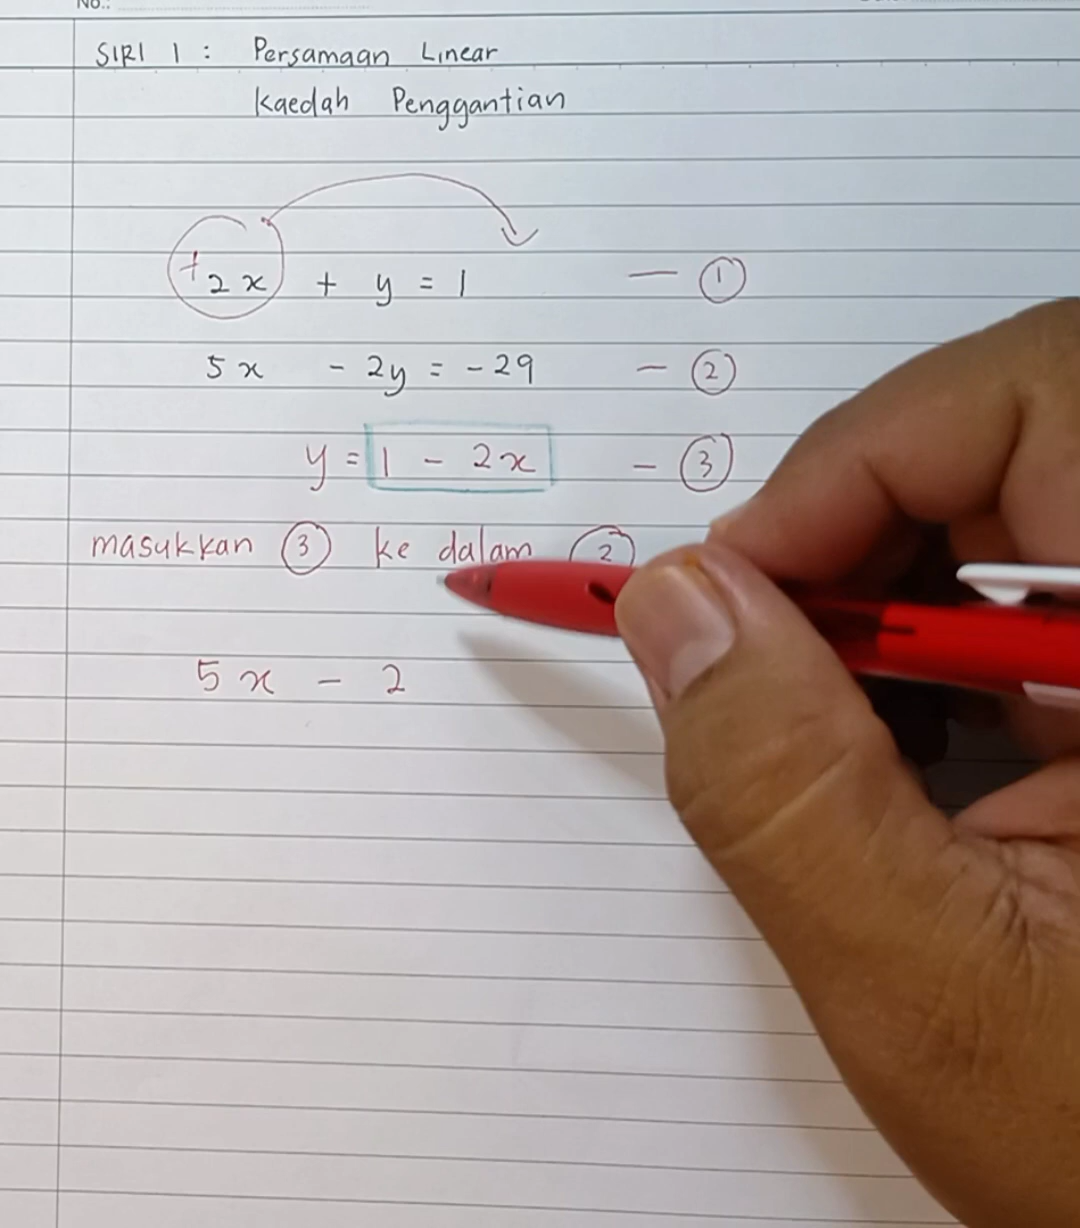 No.:
SIRI 1 : Persamaan Linear
Kaedah Penggantian
+2x + y = 1 — ①
5x - 2y = -29 — ②
y = 1 - 2x — ③
masukkan ③ ke dalam ②
5x - 2